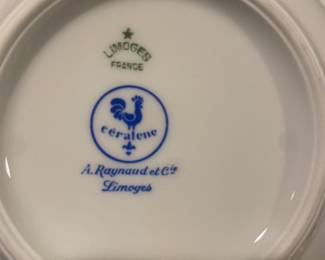 LIMOGES
FRANCE
céralene
A. Raynaud et Cie
Limoges